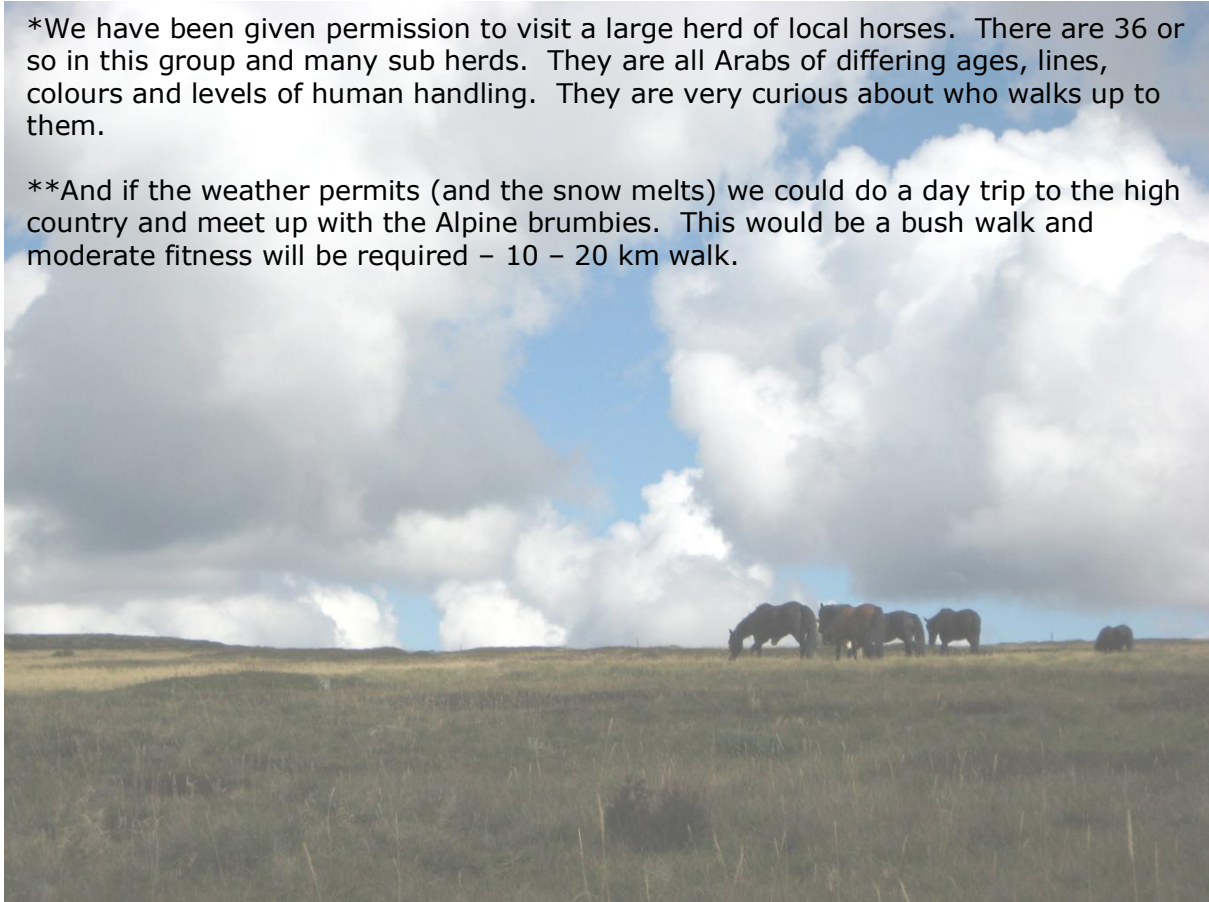 *We have been given permission to visit a large herd of local horses.  There are 36 or
so in this group and many sub herds.  They are all Arabs of differing ages, lines,
colours and levels of human handling.  They are very curious about who walks up to
them.
**And if the weather permits (and the snow melts) we could do a day trip to the high
country and meet up with the Alpine brumbies.  This would be a bush walk and
moderate fitness will be required – 10 – 20 km walk.